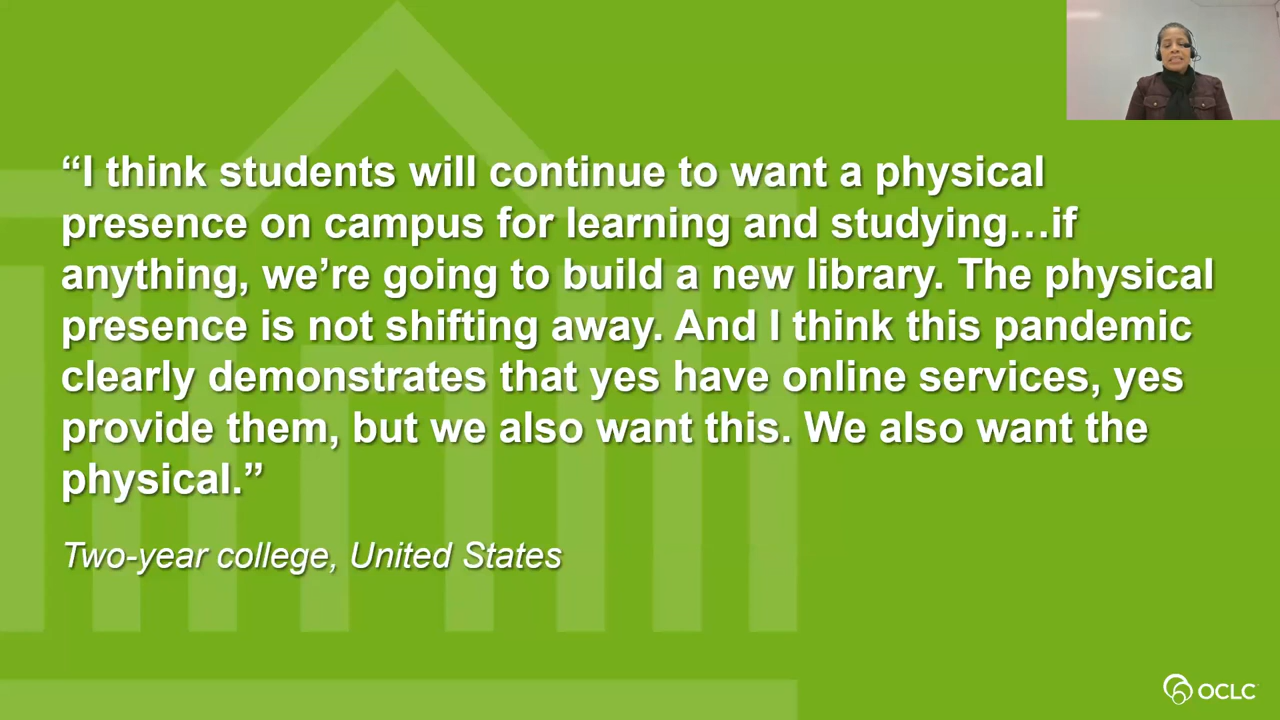 “I think students will continue to want a physical
presence on campus for learning and studying…if
anything, we’re going to build a new library. The physical
presence is not shifting away. And I think this pandemic
clearly demonstrates that yes have online services, yes
provide them, but we also want this. We also want the
physical.”
Two-year college, United States
OCLC